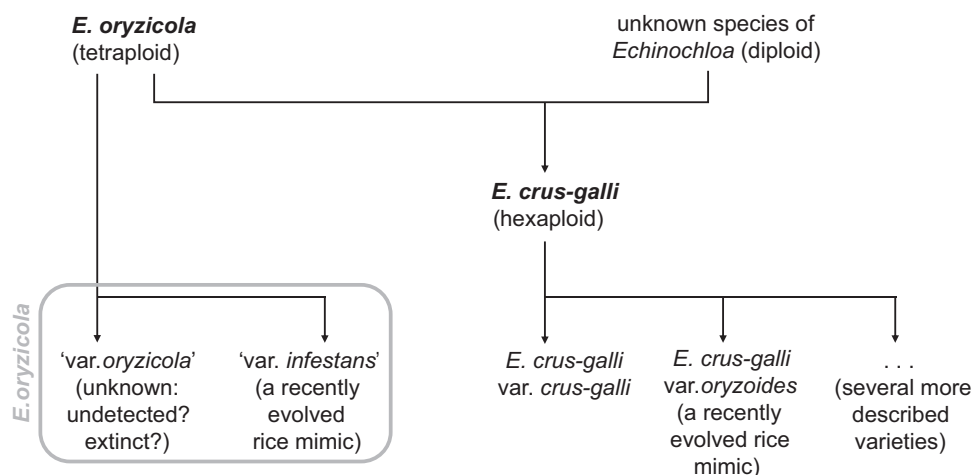 E. oryzicola
(tetraploid)
unknown species of
Echinochloa (diploid)
E. crus-galli
(hexaploid)
E.oryzicola
‘var.oryzicola’
(unknown:
undetected?
extinct?)
‘var. infestans’
(a recently
evolved
rice mimic)
E. crus-galli
var. crus-galli
E. crus-galli
var.oryzoides
(a recently
evolved rice
mimic)
. . .
(several more
described
varieties)